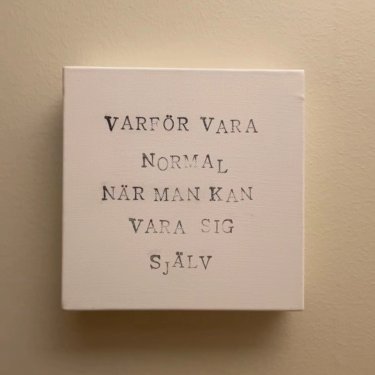 VARFÖR VARA
NORMAL
NÄR MAN KAN
VARA SIG
SJÄLV